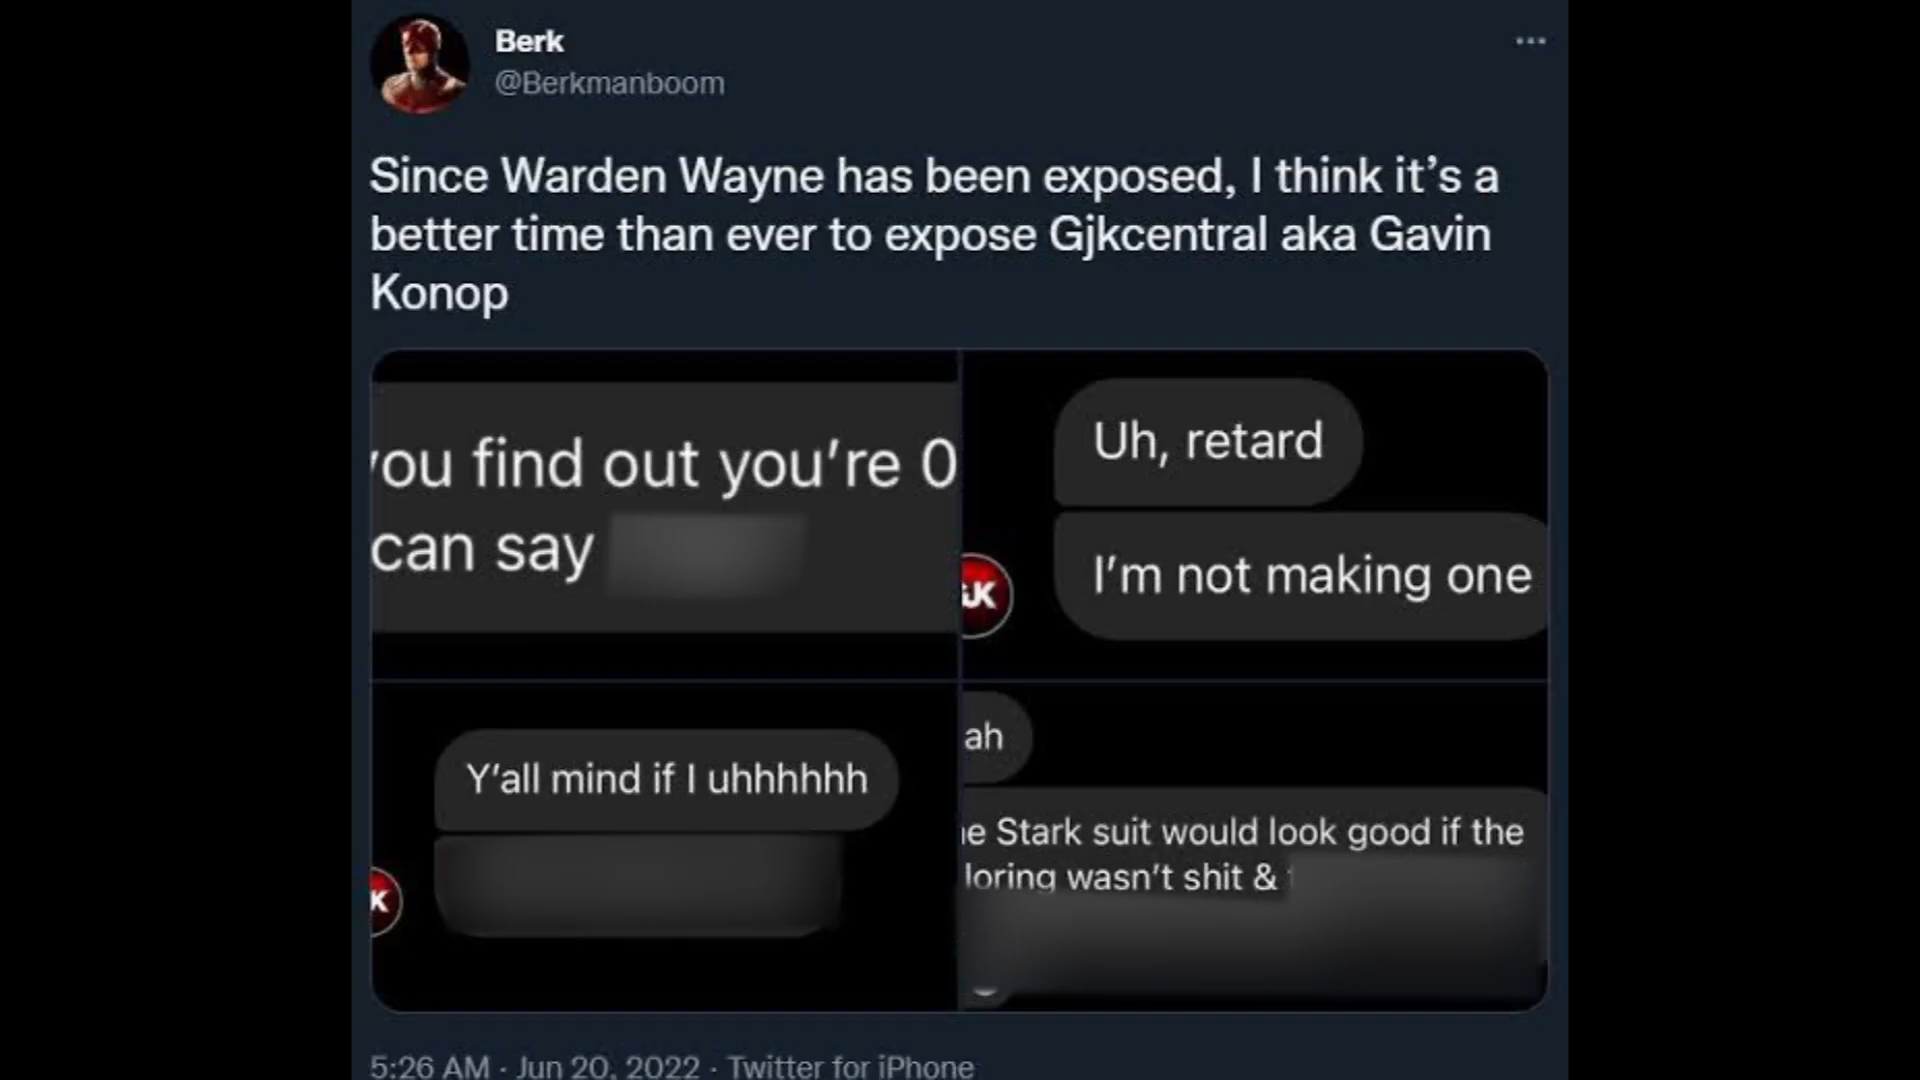 Berk
@Berkmanboom
Since Warden Wayne has been exposed, I think it’s a
better time than ever to expose Gjkcentral aka Gavin
Konop
you find out you’re 0
can say
Uh, retard
I’m not making one
JK
Y’all mind if I uhhhhhh
K
ah
e Stark suit would look good if the
loring wasn’t shit &
5:26 AM · Jun 20, 2022 · Twitter for iPhone